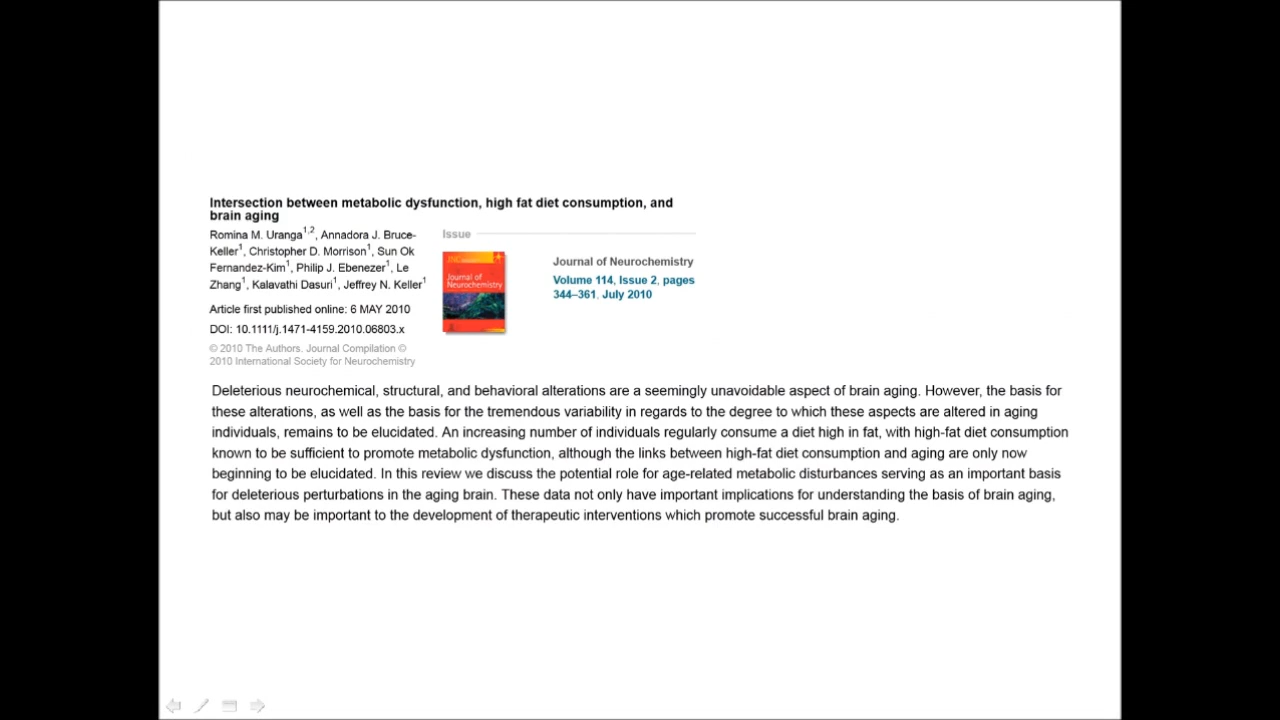 Intersection between metabolic dysfunction, high fat diet consumption, and
brain aging
Romina M. Uranga1,2, Annadora J. Bruce-
Keller1, Christopher D. Morrison1, Sun Ok
Fernandez-Kim1, Philip J. Ebenezer1, Le
Zhang1, Kalavathi Dasuri1, Jeffrey N. Keller1
Article first published online: 6 MAY 2010
DOI: 10.1111/j.1471-4159.2010.06803.x
© 2010 The Authors. Journal Compilation ©
2010 International Society for Neurochemistry
Issue
Journal of
Neurochemistry
Journal of Neurochemistry
Volume 114, Issue 2, pages
344–361, July 2010
Deleterious neurochemical, structural, and behavioral alterations are a seemingly unavoidable aspect of brain aging. However, the basis for
these alterations, as well as the basis for the tremendous variability in regards to the degree to which these aspects are altered in aging
individuals, remains to be elucidated. An increasing number of individuals regularly consume a diet high in fat, with high-fat diet consumption
known to be sufficient to promote metabolic dysfunction, although the links between high-fat diet consumption and aging are only now
beginning to be elucidated. In this review we discuss the potential role for age-related metabolic disturbances serving as an important basis
for deleterious perturbations in the aging brain. These data not only have important implications for understanding the basis of brain aging,
but also may be important to the development of therapeutic interventions which promote successful brain aging.